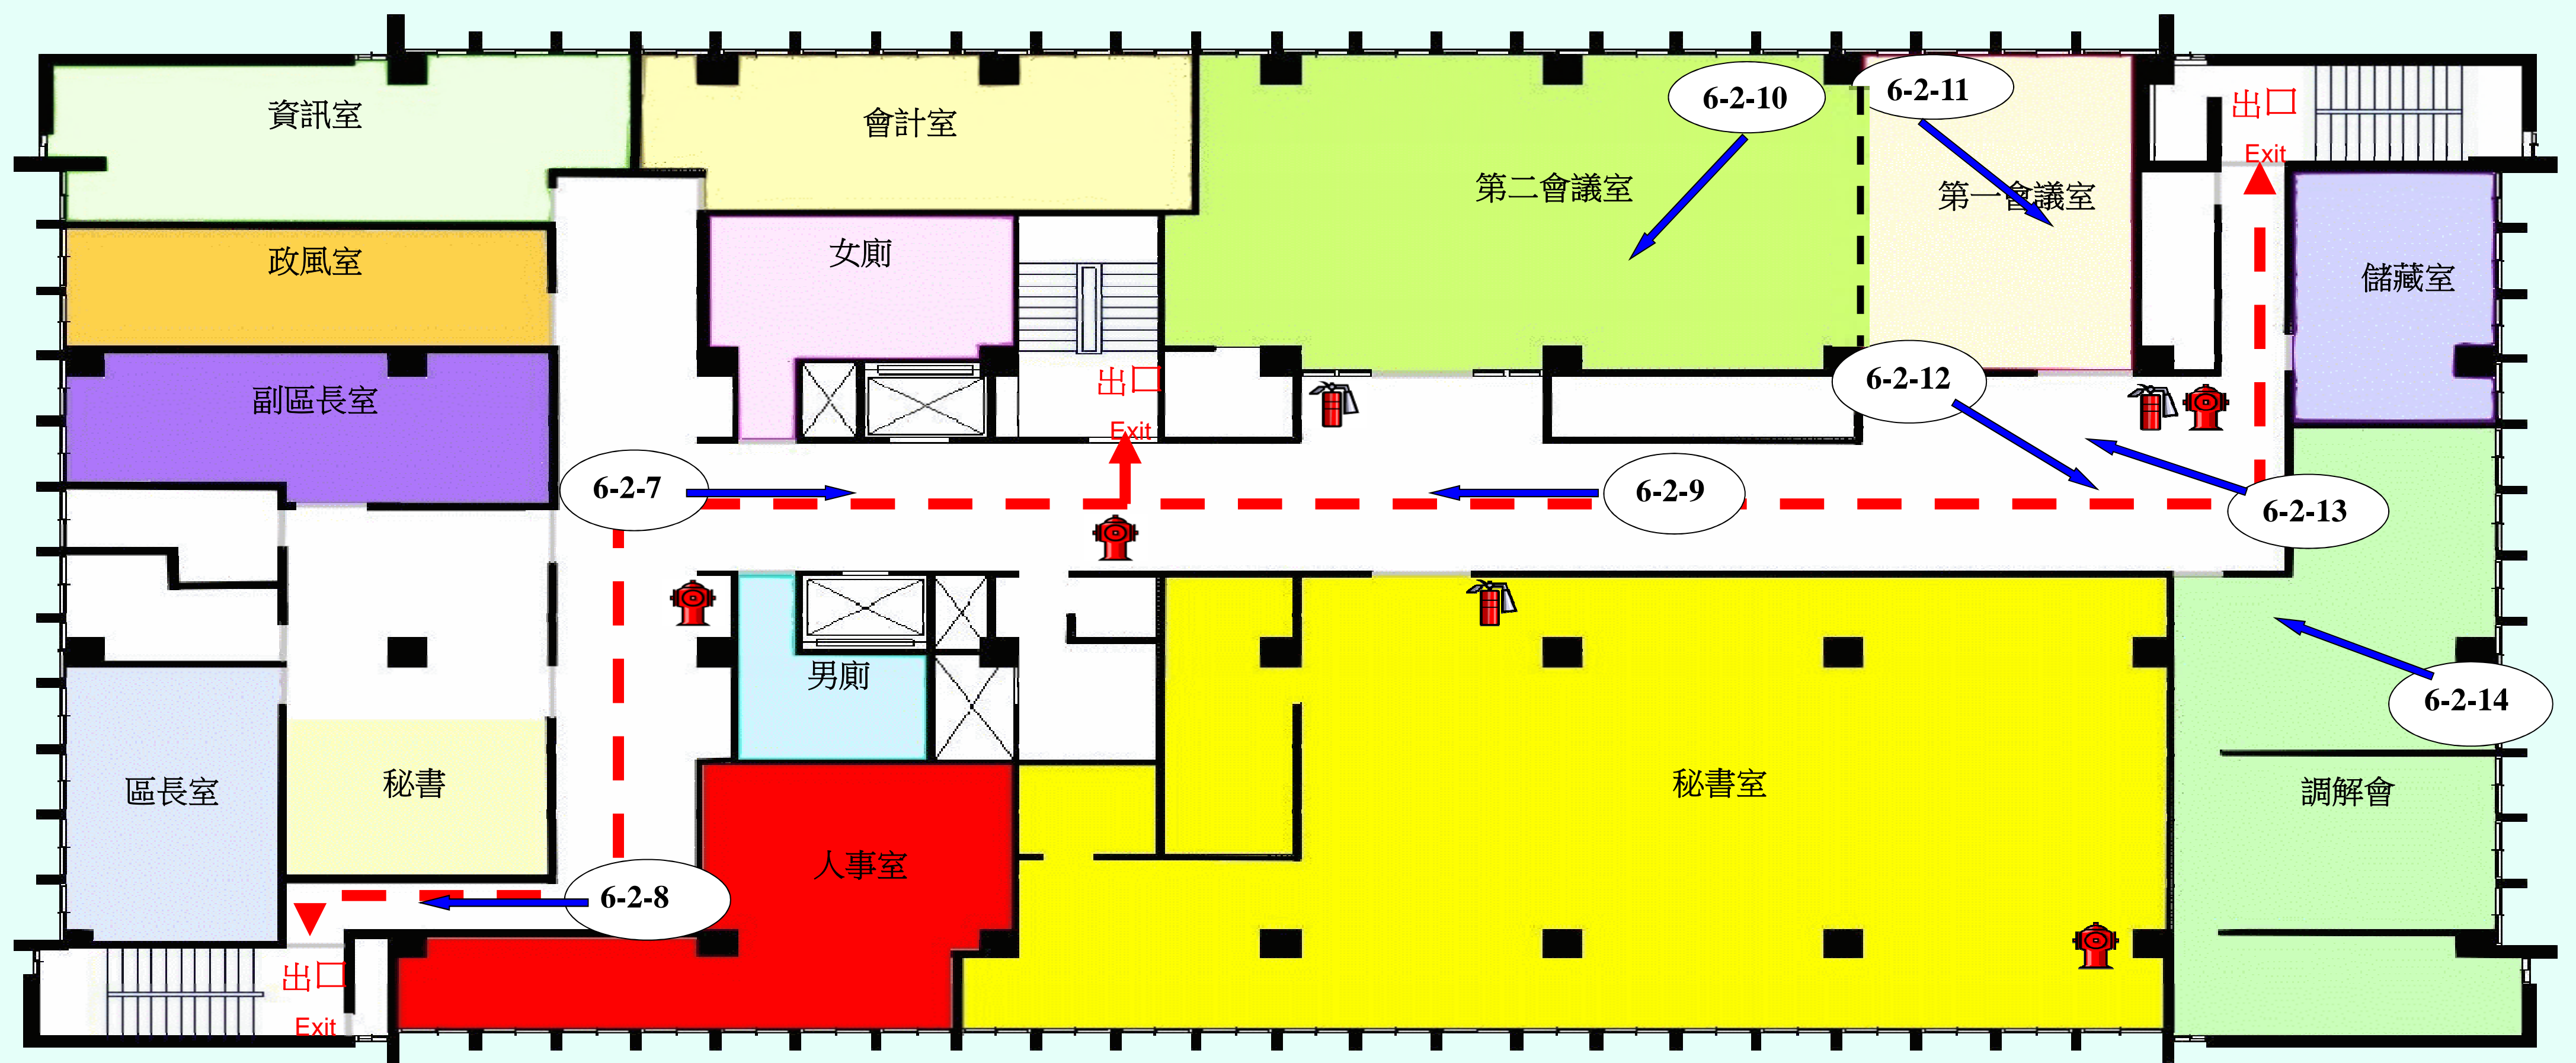 資訊室
會計室
6-2-10
6-2-11
出口
Exit
第二會議室
第一會議室
政風室
女廁
儲藏室
副區長室
出口
Exit
6-2-12
6-2-7
6-2-9
6-2-13
男廁
6-2-14
區長室
秘書
秘書室
調解會
人事室
6-2-8
出口
Exit